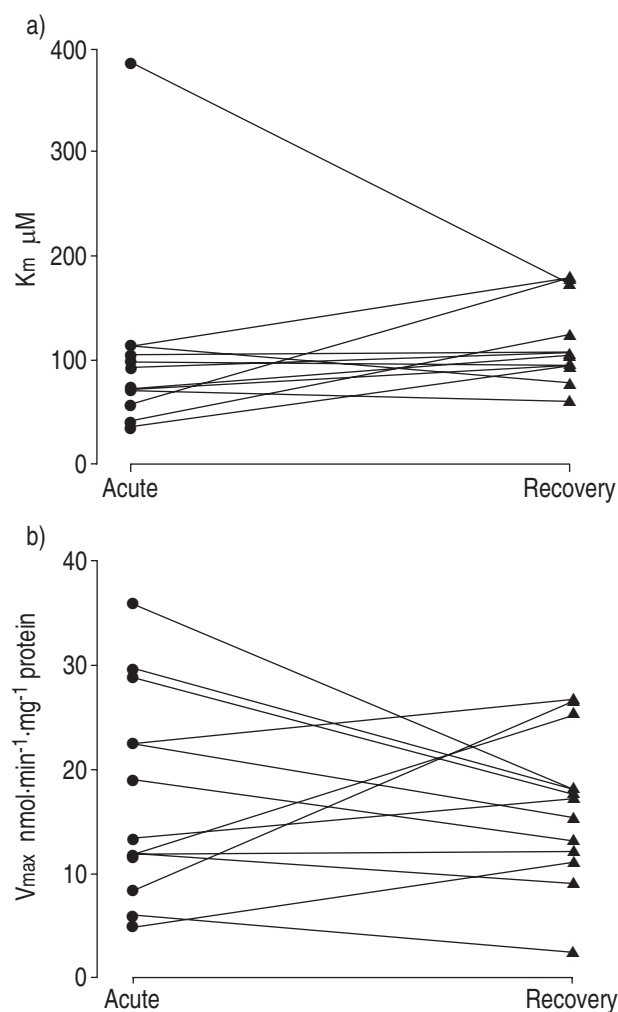 a)
400
300
200
100
0
Km µM
Acute Recovery
b)
40
30
20
10
0
Vmax nmol·min⁻¹·mg⁻¹ protein
Acute Recovery